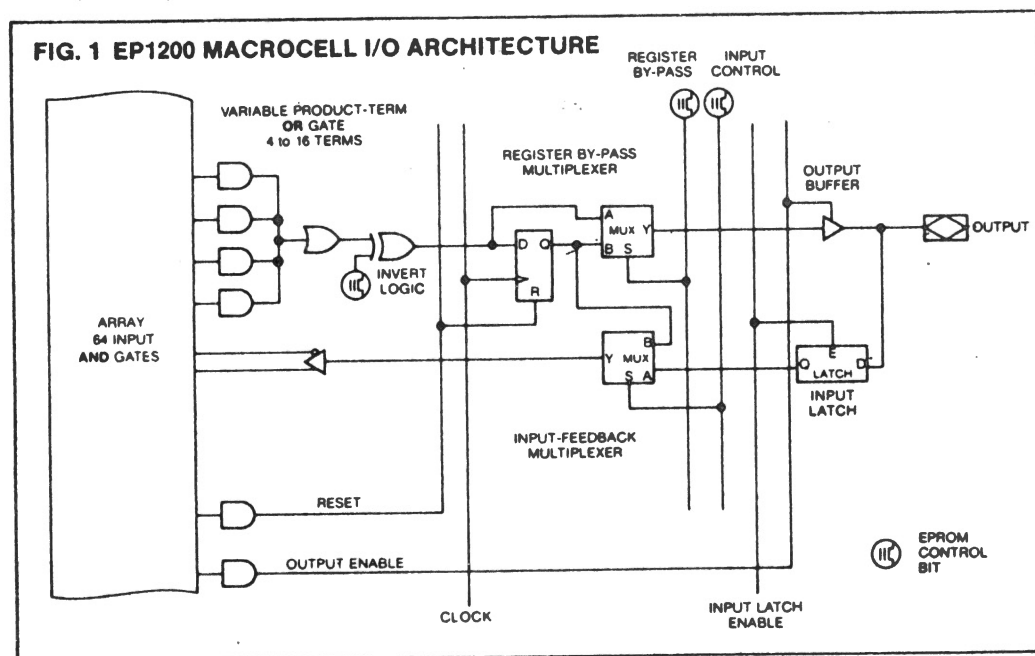 FIG. 1 EP1200 MACROCELL I/O ARCHITECTURE
REGISTER
BY-PASS
INPUT
CONTROL
VARIABLE PRODUCT-TERM
OR GATE
4 to 16 TERMS
REGISTER BY-PASS
MULTIPLEXER
OUTPUT
BUFFER
A
MUX Y
B S
D Q
R
OUTPUT
INVERT
LOGIC
ARRAY
64 INPUT
AND GATES
B
Y MUX
S A
E
Q D
LATCH
INPUT
LATCH
INPUT-FEEDBACK
MULTIPLEXER
RESET
OUTPUT ENABLE
EPROM
CONTROL
BIT
CLOCK
INPUT LATCH
ENABLE